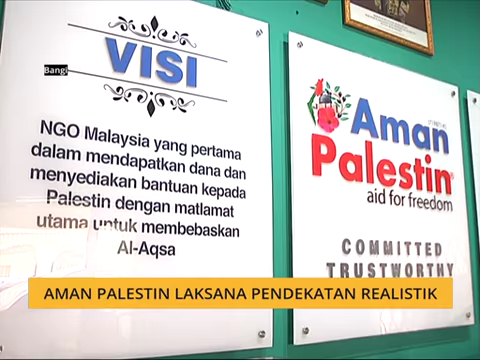 VISI
Bangi
NGO Malaysia yang pertama
dalam mendapatkan dana dan
menyediakan bantuan kepada
Palestin dengan matlamat
utama untuk membebaskan
Al-Aqsa
Aman
Palestin
aid for freedom
COMMITTED
TRUSTWORTHY
AMAN PALESTIN LAKSANA PENDEKATAN REALISTIK